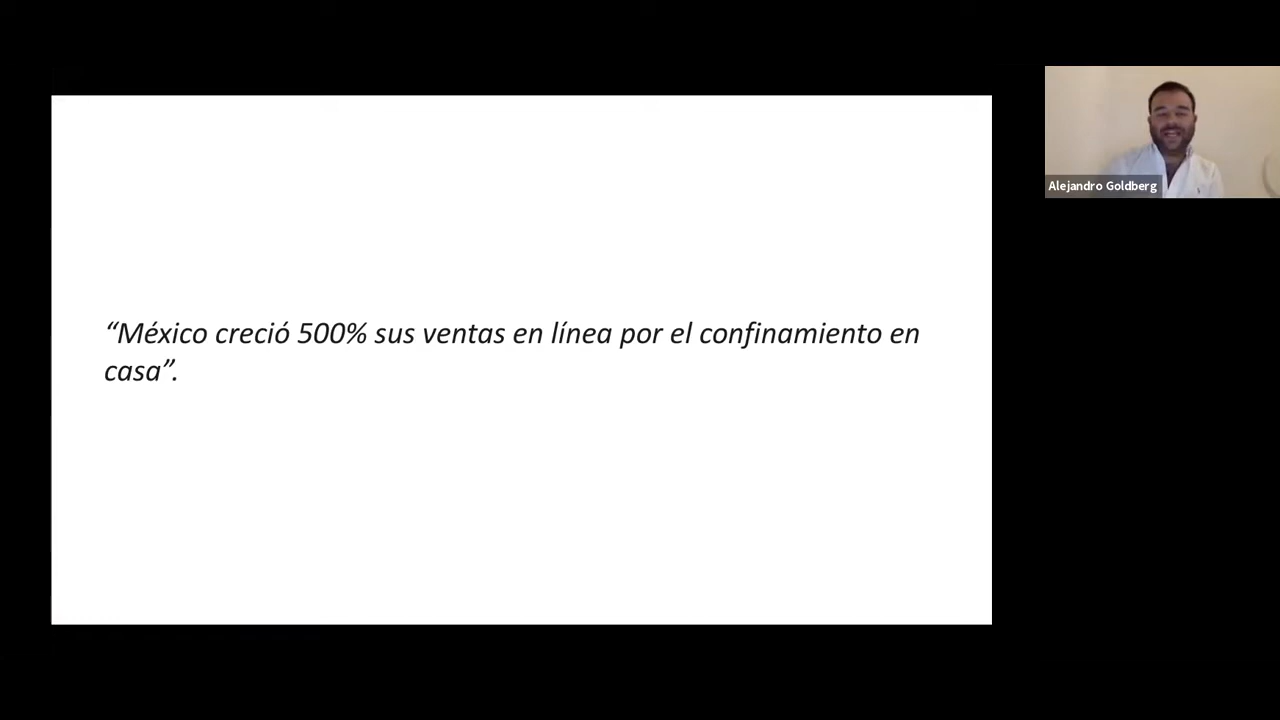 “México creció 500% sus ventas en línea por el confinamiento en
casa”.
Alejandro Goldberg